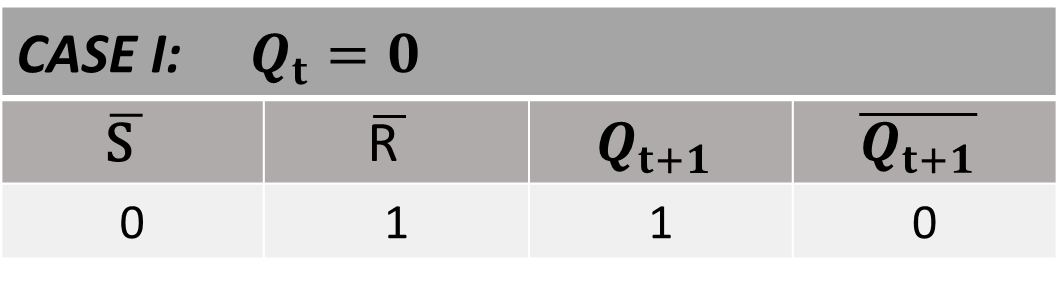 CASE I: Qt = 0
S̅ R̅ Qt+1 Q̅t̅+̅1̅
0 1 1 0